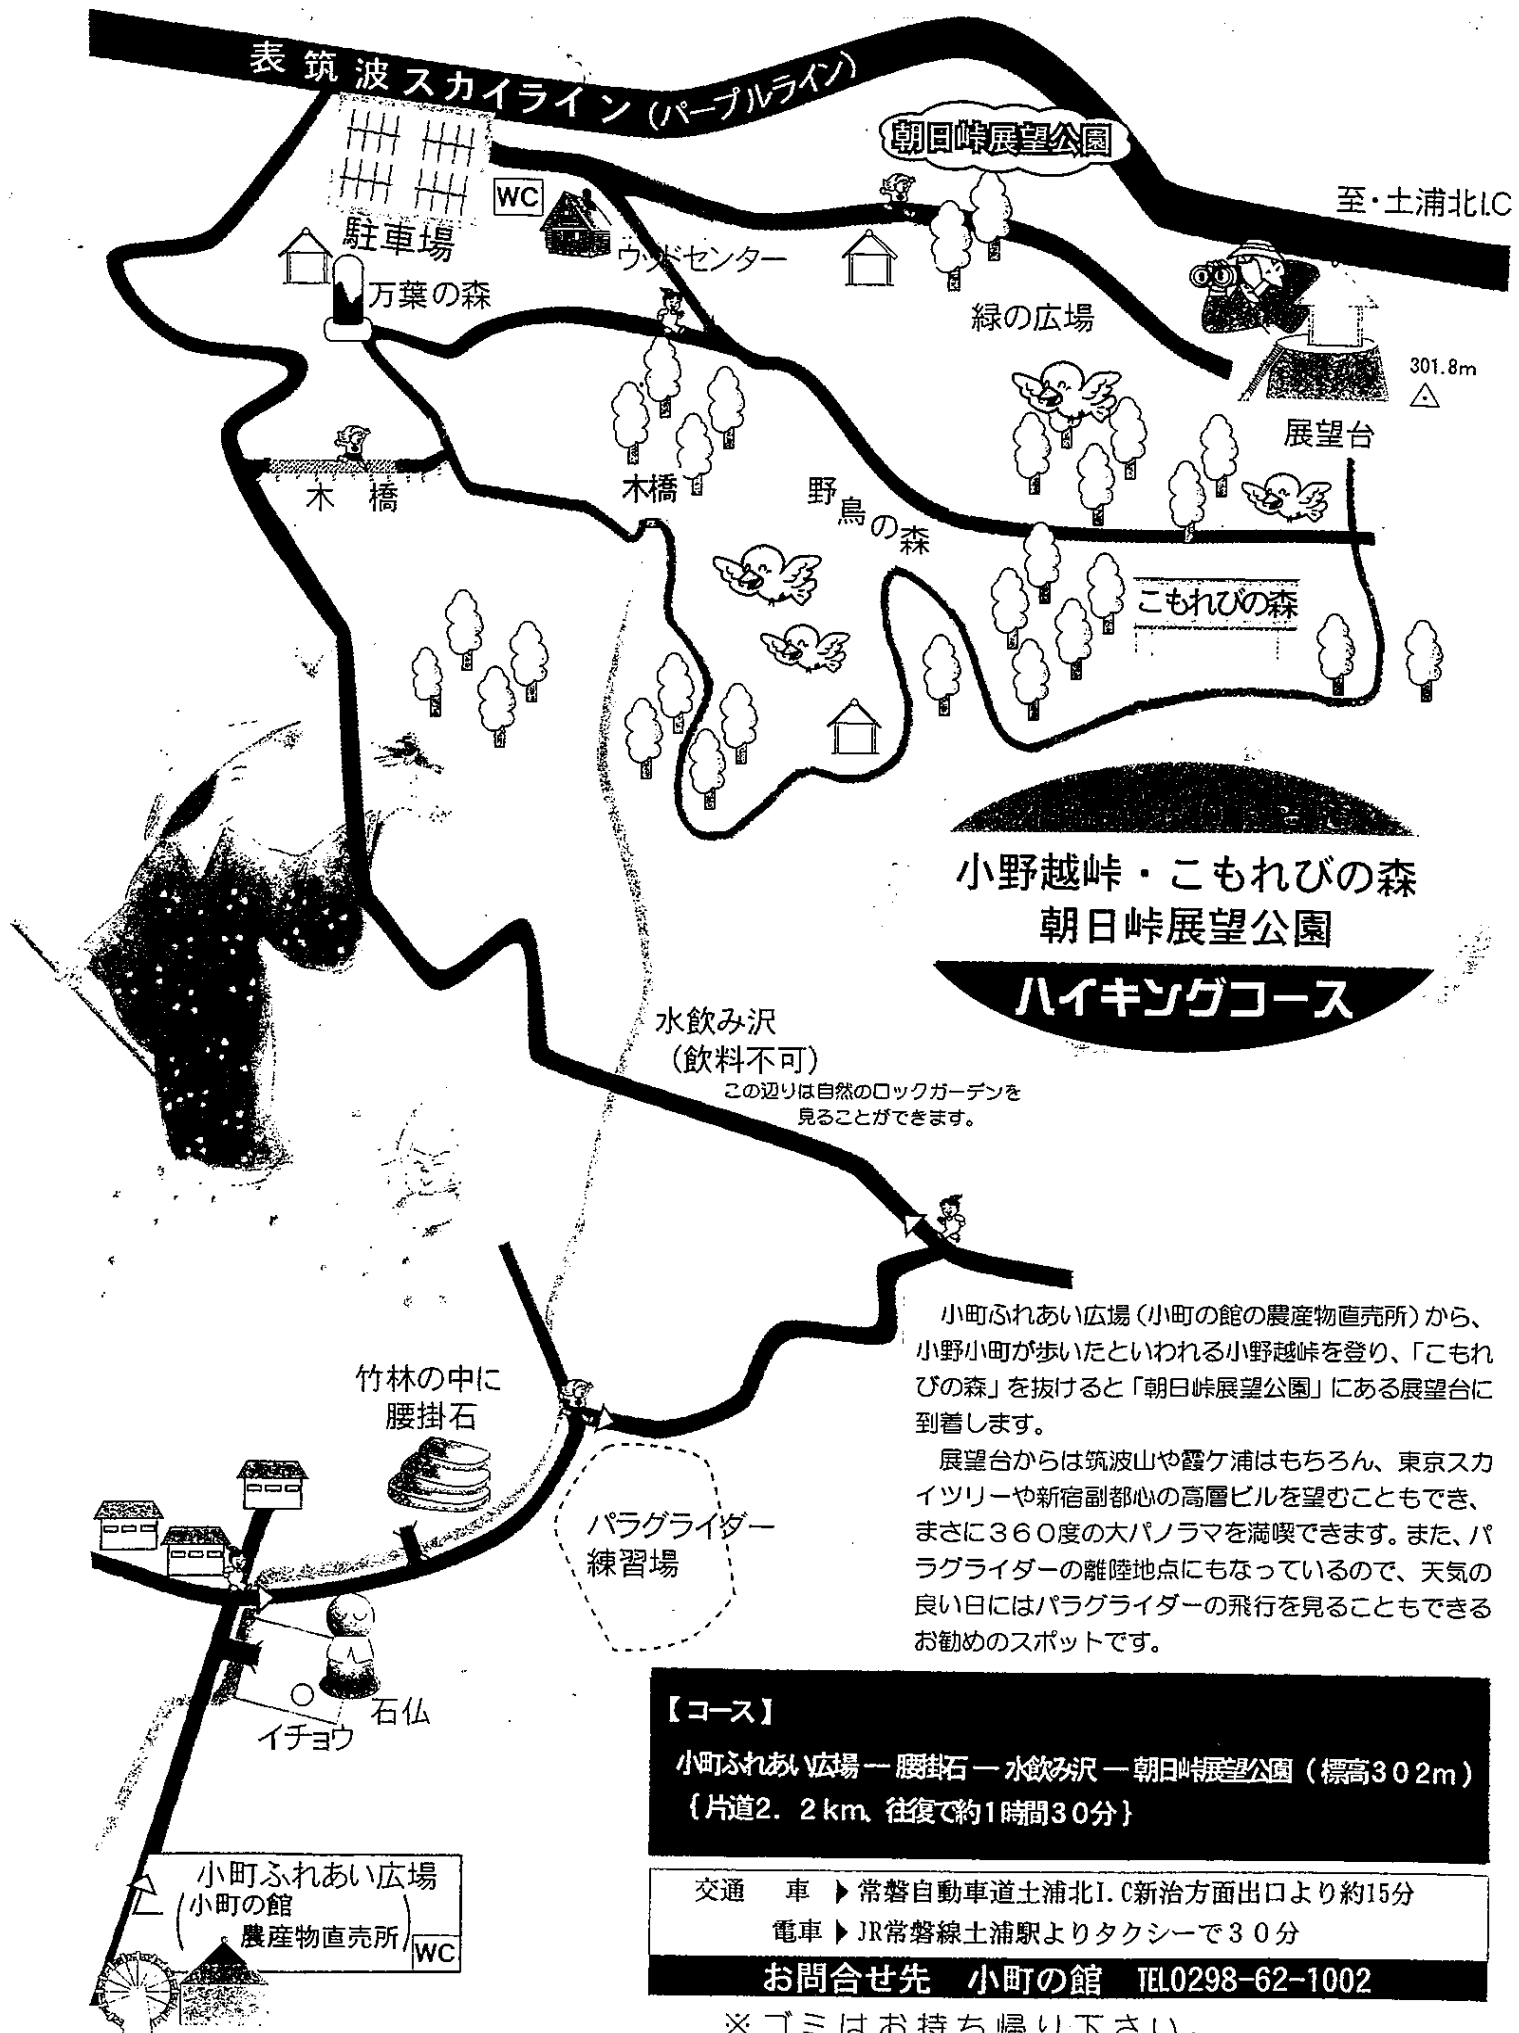 表筑波スカイライン(パープルライン)
朝日峠展望公園
至・土浦北I.C
WC
駐車場
ウッドセンター
万葉の森
緑の広場
301.8m
展望台
木橋
木橋
野鳥の森
こもれびの森
小野越峠・こもれびの森
朝日峠展望公園
ハイキングコース
水飲み沢
(飲料不可)
この辺りは自然のロックガーデンを
見ることができます。
小町ふれあい広場(小町の館の農産物直売所)から、
小野小町が歩いたといわれる小野越峠を登り、「こもれ
びの森」を抜けると「朝日峠展望公園」にある展望台に
到着します。
展望台からは筑波山や霞ケ浦はもちろん、東京スカ
イツリーや新宿副都心の高層ビルを望むこともでき、
まさに360度の大パノラマを満喫できます。また、パ
ラグライダーの離陸地点にもなっているので、天気の
良い日にはパラグライダーの飛行を見ることもできる
お勧めのスポットです。
竹林の中に
腰掛石
パラグライダー
練習場
石仏
イチョウ
【コース】
小町ふれあい広場―腰掛石―水飲み沢―朝日峠展望公園(標高302m)
{片道2.2km、往復で約1時間30分}
小町ふれあい広場
(小町の館
農産物直売所)
WC
交通 車 ▶常磐自動車道土浦北I.C新治方面出口より約15分
電車▶JR常磐線土浦駅よりタクシーで30分
お問合せ先 小町の館 TEL0298-62-1002
※ゴミはお持ち帰り下さい。